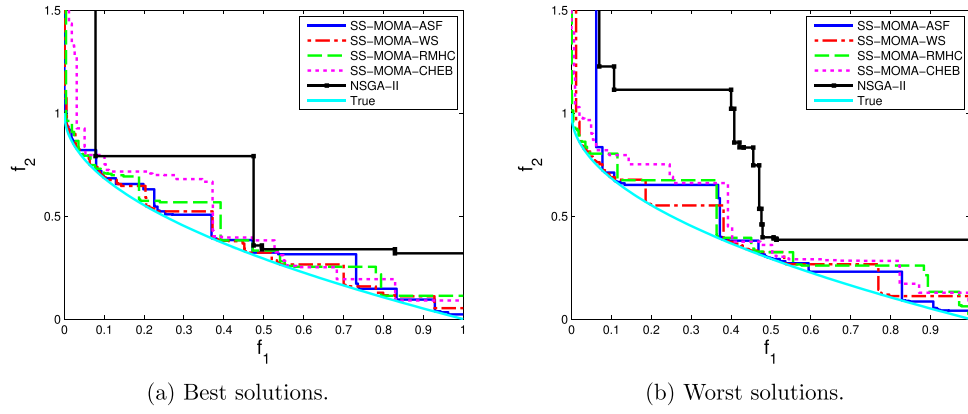 1.5
1
0.5
0
f2
0
0.1
0.2
0.3
0.4
0.5
0.6
0.7
0.8
0.9
1
f1
SS−MOMA−ASF
SS−MOMA−WS
SS−MOMA−RMHC
SS−MOMA−CHEB
NSGA−II
True
(a) Best solutions.
1.5
1
0.5
0
f2
0
0.1
0.2
0.3
0.4
0.5
0.6
0.7
0.8
0.9
f1
SS−MOMA−ASF
SS−MOMA−WS
SS−MOMA−RMHC
SS−MOMA−CHEB
NSGA−II
True
(b) Worst solutions.